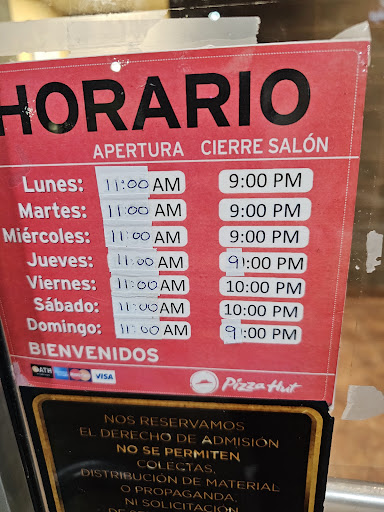 HORARIO
APERTURA CIERRE SALÓN
Lunes: 11:00 AM 9:00 PM
Martes: 11:00 AM 9:00 PM
Miércoles: 11:00 AM 9:00 PM
Jueves: 11:00 AM 9:00 PM
Viernes: 11:00 AM 10:00 PM
Sábado: 11:00 AM 10:00 PM
Domingo: 11:00 AM 9:00 PM
BIENVENIDOS
ATH VISA Pizza Hut
NOS RESERVAMOS
EL DERECHO DE ADMISIÓN
NO SE PERMITEN
COLECTAS,
DISTRIBUCIÓN DE MATERIAL
O PROPAGANDA,
NI SOLICITACIÓN